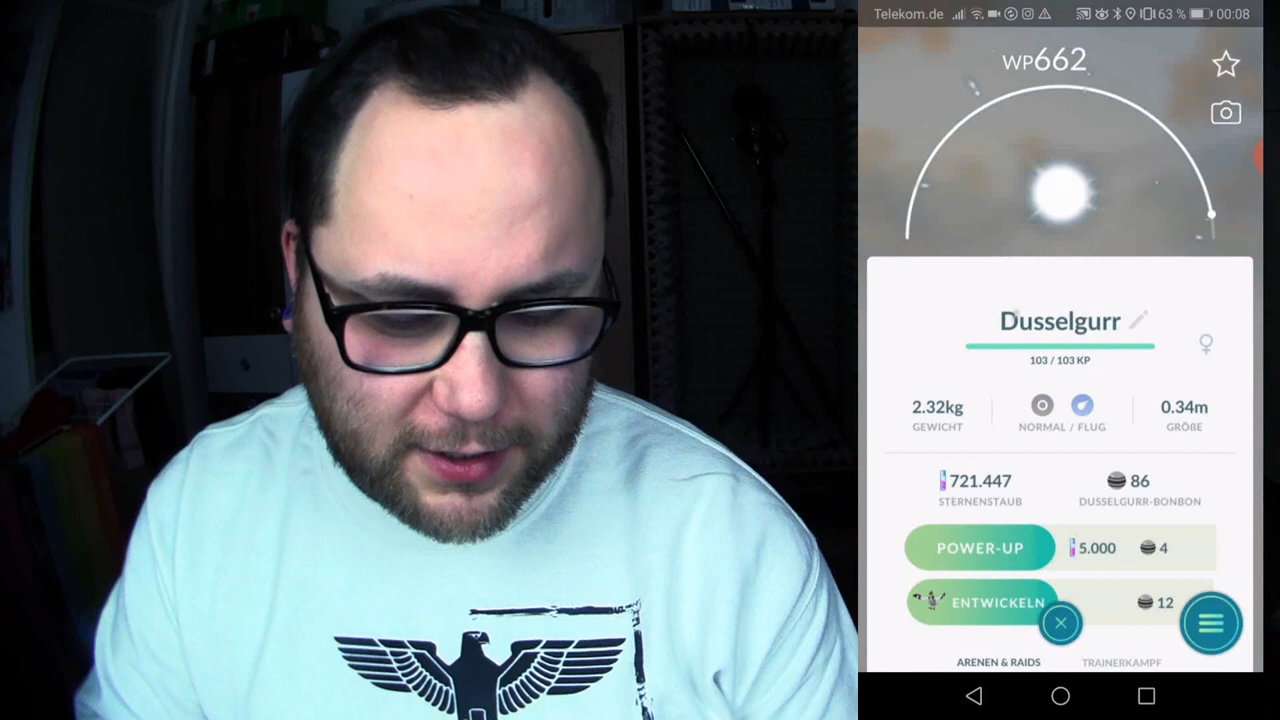 Telekom.de 63 % 00:08
WP662
Dusselgurr
103 / 103 KP
2.32kg
GEWICHT
NORMAL / FLUG
0.34m
GRÖßE
721.447
STERNENSTAUB
86
DUSSELGURR-BONBON
POWER-UP 5.000 4
ENTWICKELN 12
ARENEN & RAIDS TRAINERKAMPF